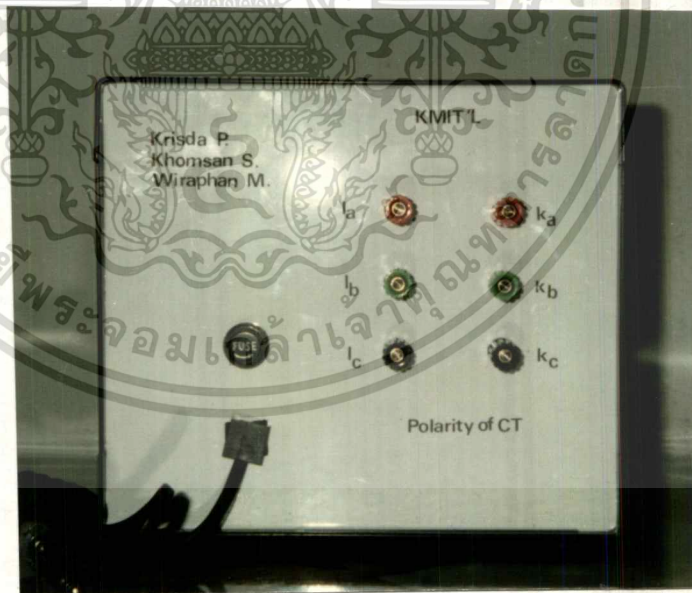 KMIT'L
Krisda P.
Khomsan S.
Wiraphan M.
la ka
lb kb
FUSE
lc kc
Polarity of CT